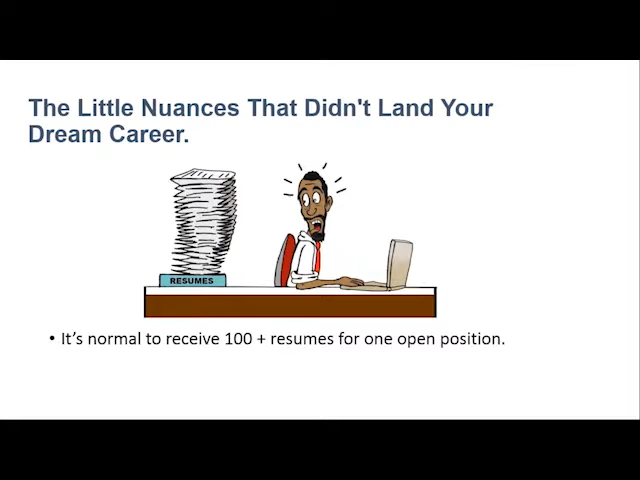 The Little Nuances That Didn't Land Your
Dream Career.
RESUMES
• It’s normal to receive 100 + resumes for one open position.